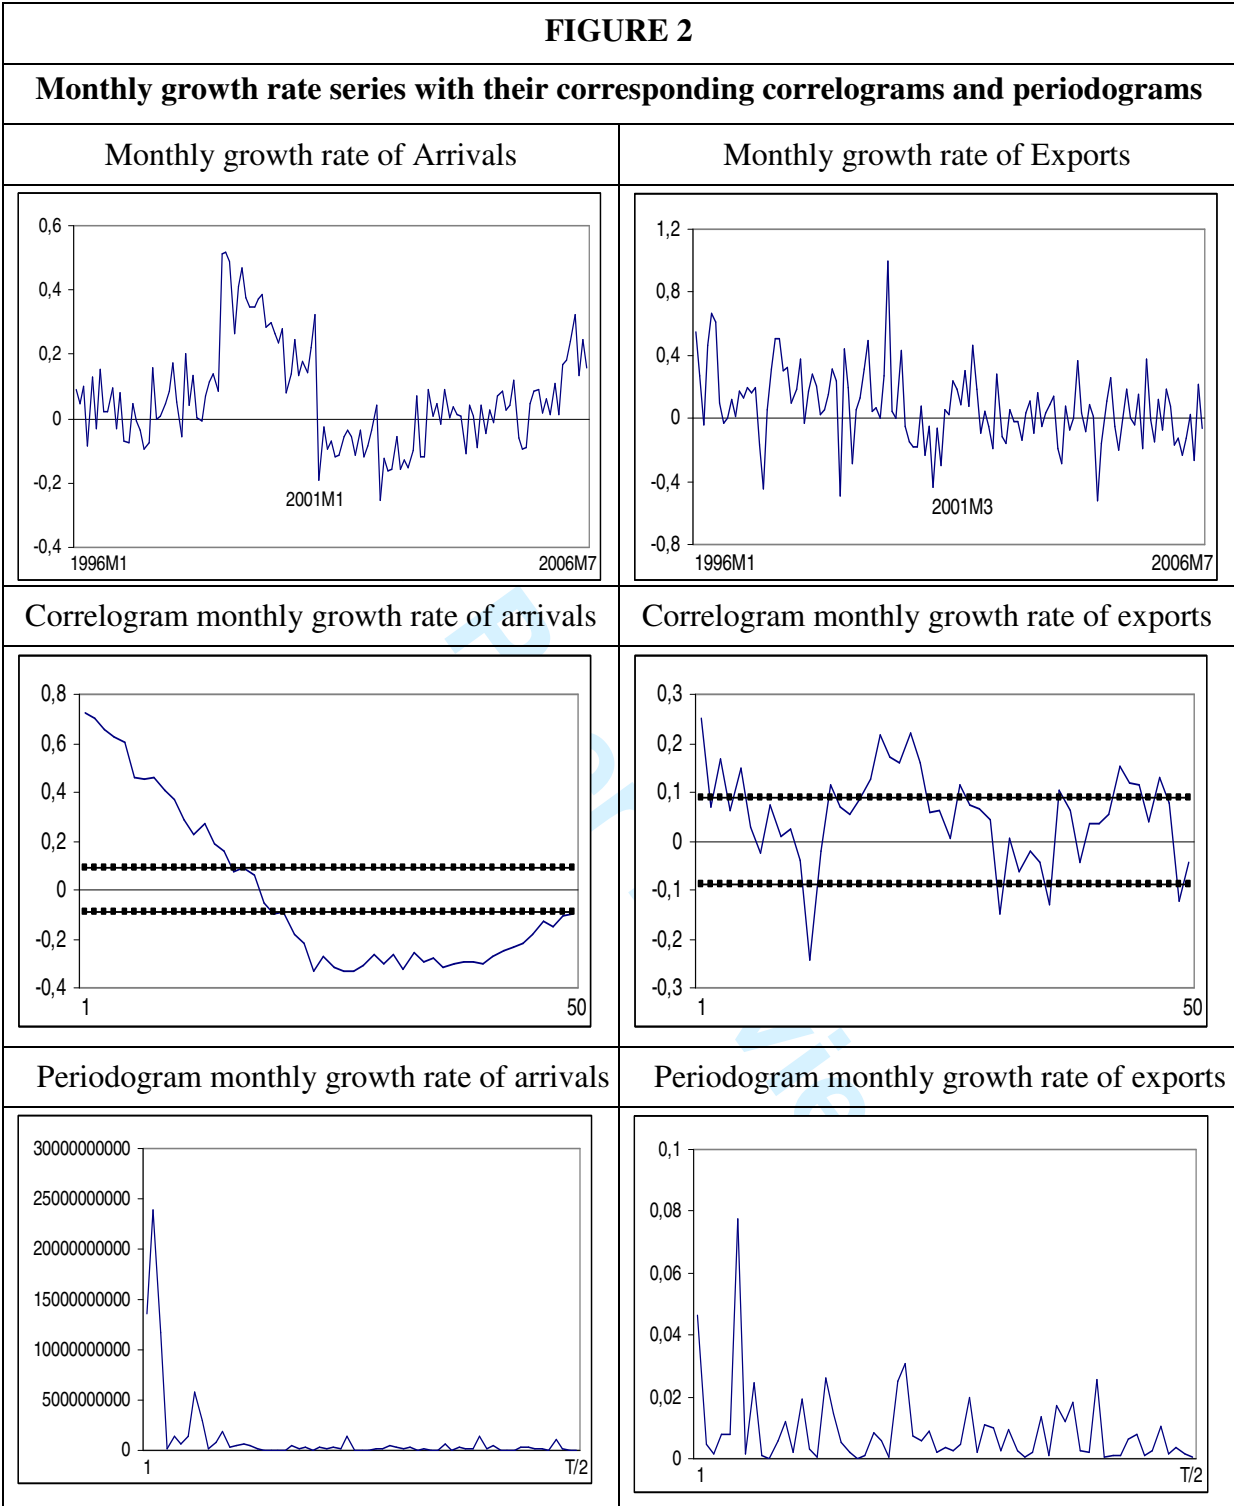 FIGURE 2
Monthly growth rate series with their corresponding correlograms and periodograms
Monthly growth rate of Arrivals
Monthly growth rate of Exports
0,6
0,4
0,2
0
-0,2
-0,4
2001M1
1996M1
2006M7
1,2
0,8
0,4
0
-0,4
-0,8
2001M3
1996M1
2006M7
Correlogram monthly growth rate of arrivals
Correlogram monthly growth rate of exports
0,8
0,6
0,4
0,2
0
-0,2
-0,4
1
50
0,3
0,2
0,1
0
-0,1
-0,2
-0,3
1
50
Periodogram monthly growth rate of arrivals
Periodogram monthly growth rate of exports
30000000000
25000000000
20000000000
15000000000
10000000000
5000000000
0
1
T/2
0,1
0,08
0,06
0,04
0,02
0
1
T/2